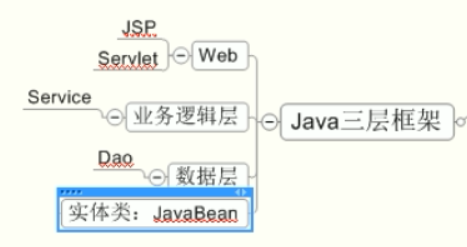 JSP
Servlet
Web
Service
业务逻辑层
Java三层框架
Dao
数据层
实体类：JavaBean